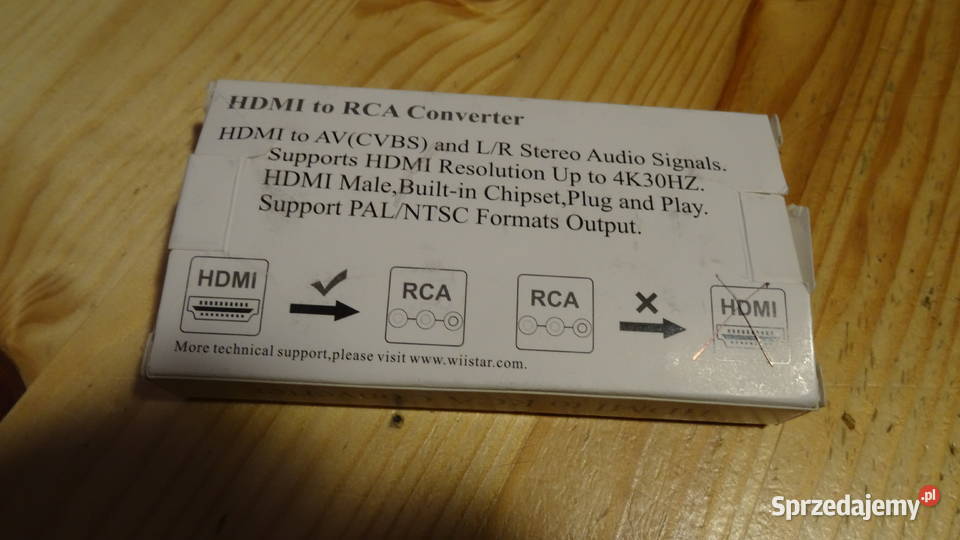 HDMI to RCA Converter
HDMI to AV(CVBS) and L/R Stereo Audio Signals.
Supports HDMI Resolution Up to 4K30HZ.
HDMI Male,Built-in Chipset,Plug and Play.
Support PAL/NTSC Formats Output.
HDMI RCA RCA HDMI
More technical support,please visit www.wiistar.com.
Sprzedajemy.pl